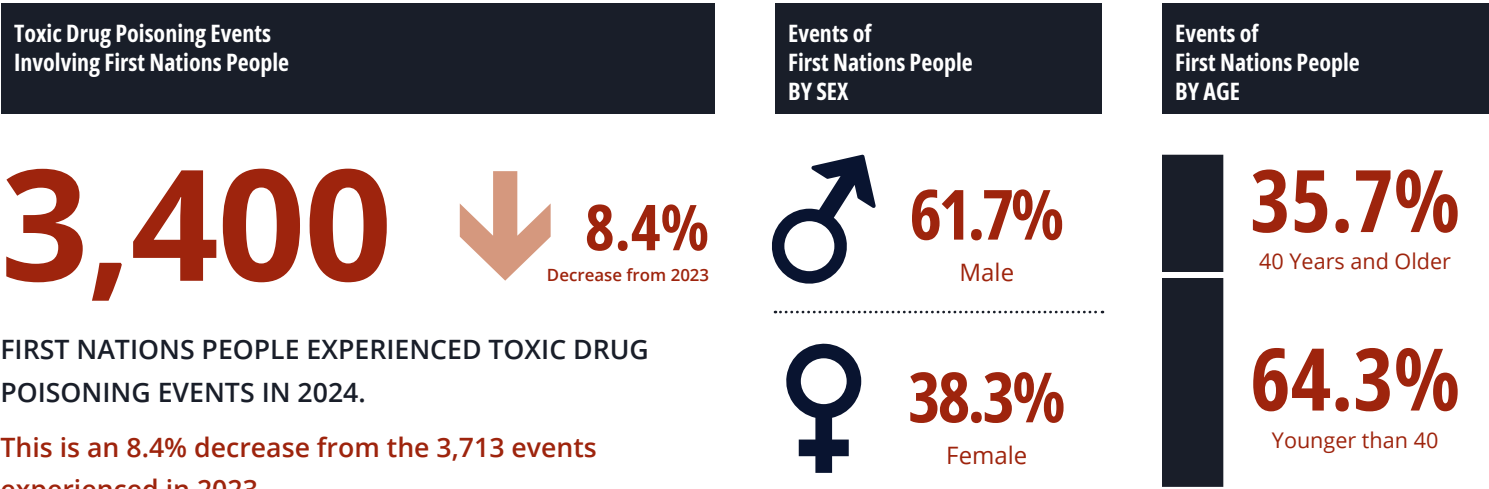 Toxic Drug Poisoning Events
Involving First Nations People
3,400
8.4%
Decrease from 2023
FIRST NATIONS PEOPLE EXPERIENCED TOXIC DRUG
POISONING EVENTS IN 2024.
This is an 8.4% decrease from the 3,713 events
experienced in 2023
Events of
First Nations People
BY SEX
61.7%
Male
38.3%
Female
Events of
First Nations People
BY AGE
35.7%
40 Years and Older
64.3%
Younger than 40